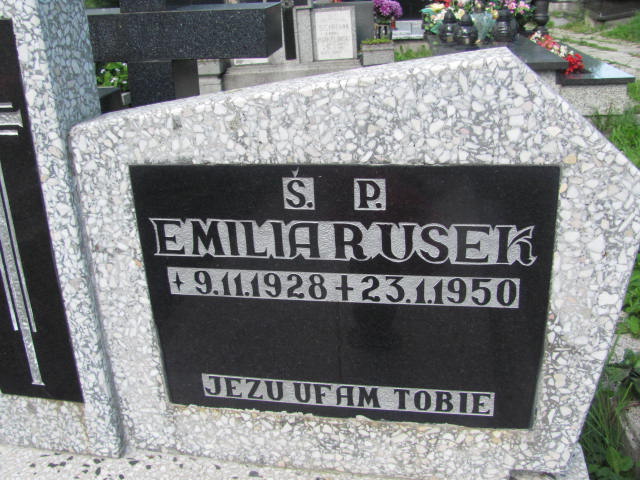 Ś. P.
EMILIA RUSEK
+ 9.11.1928 + 23.1.1950
JEZU UFAM TOBIE